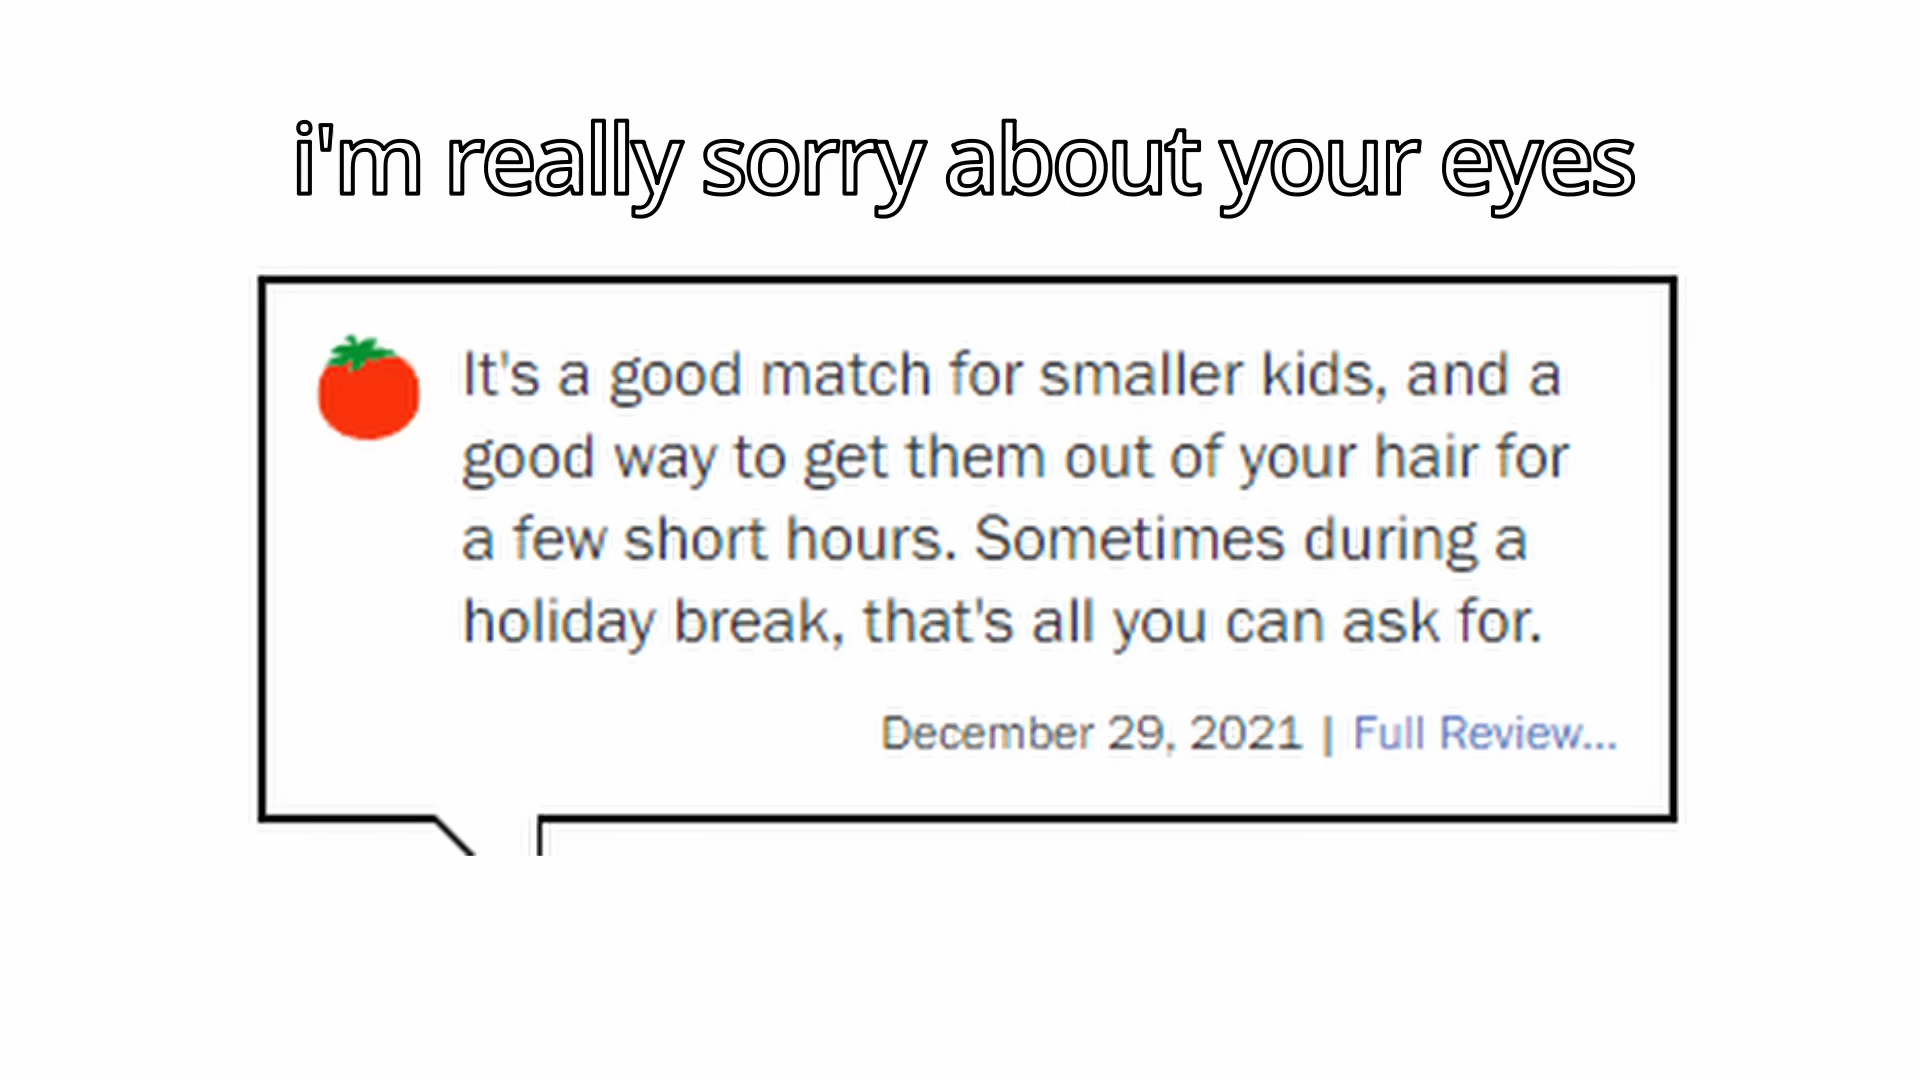 i'm really sorry about your eyes
It's a good match for smaller kids, and a
good way to get them out of your hair for
a few short hours. Sometimes during a
holiday break, that's all you can ask for.
December 29, 2021 | Full Review...